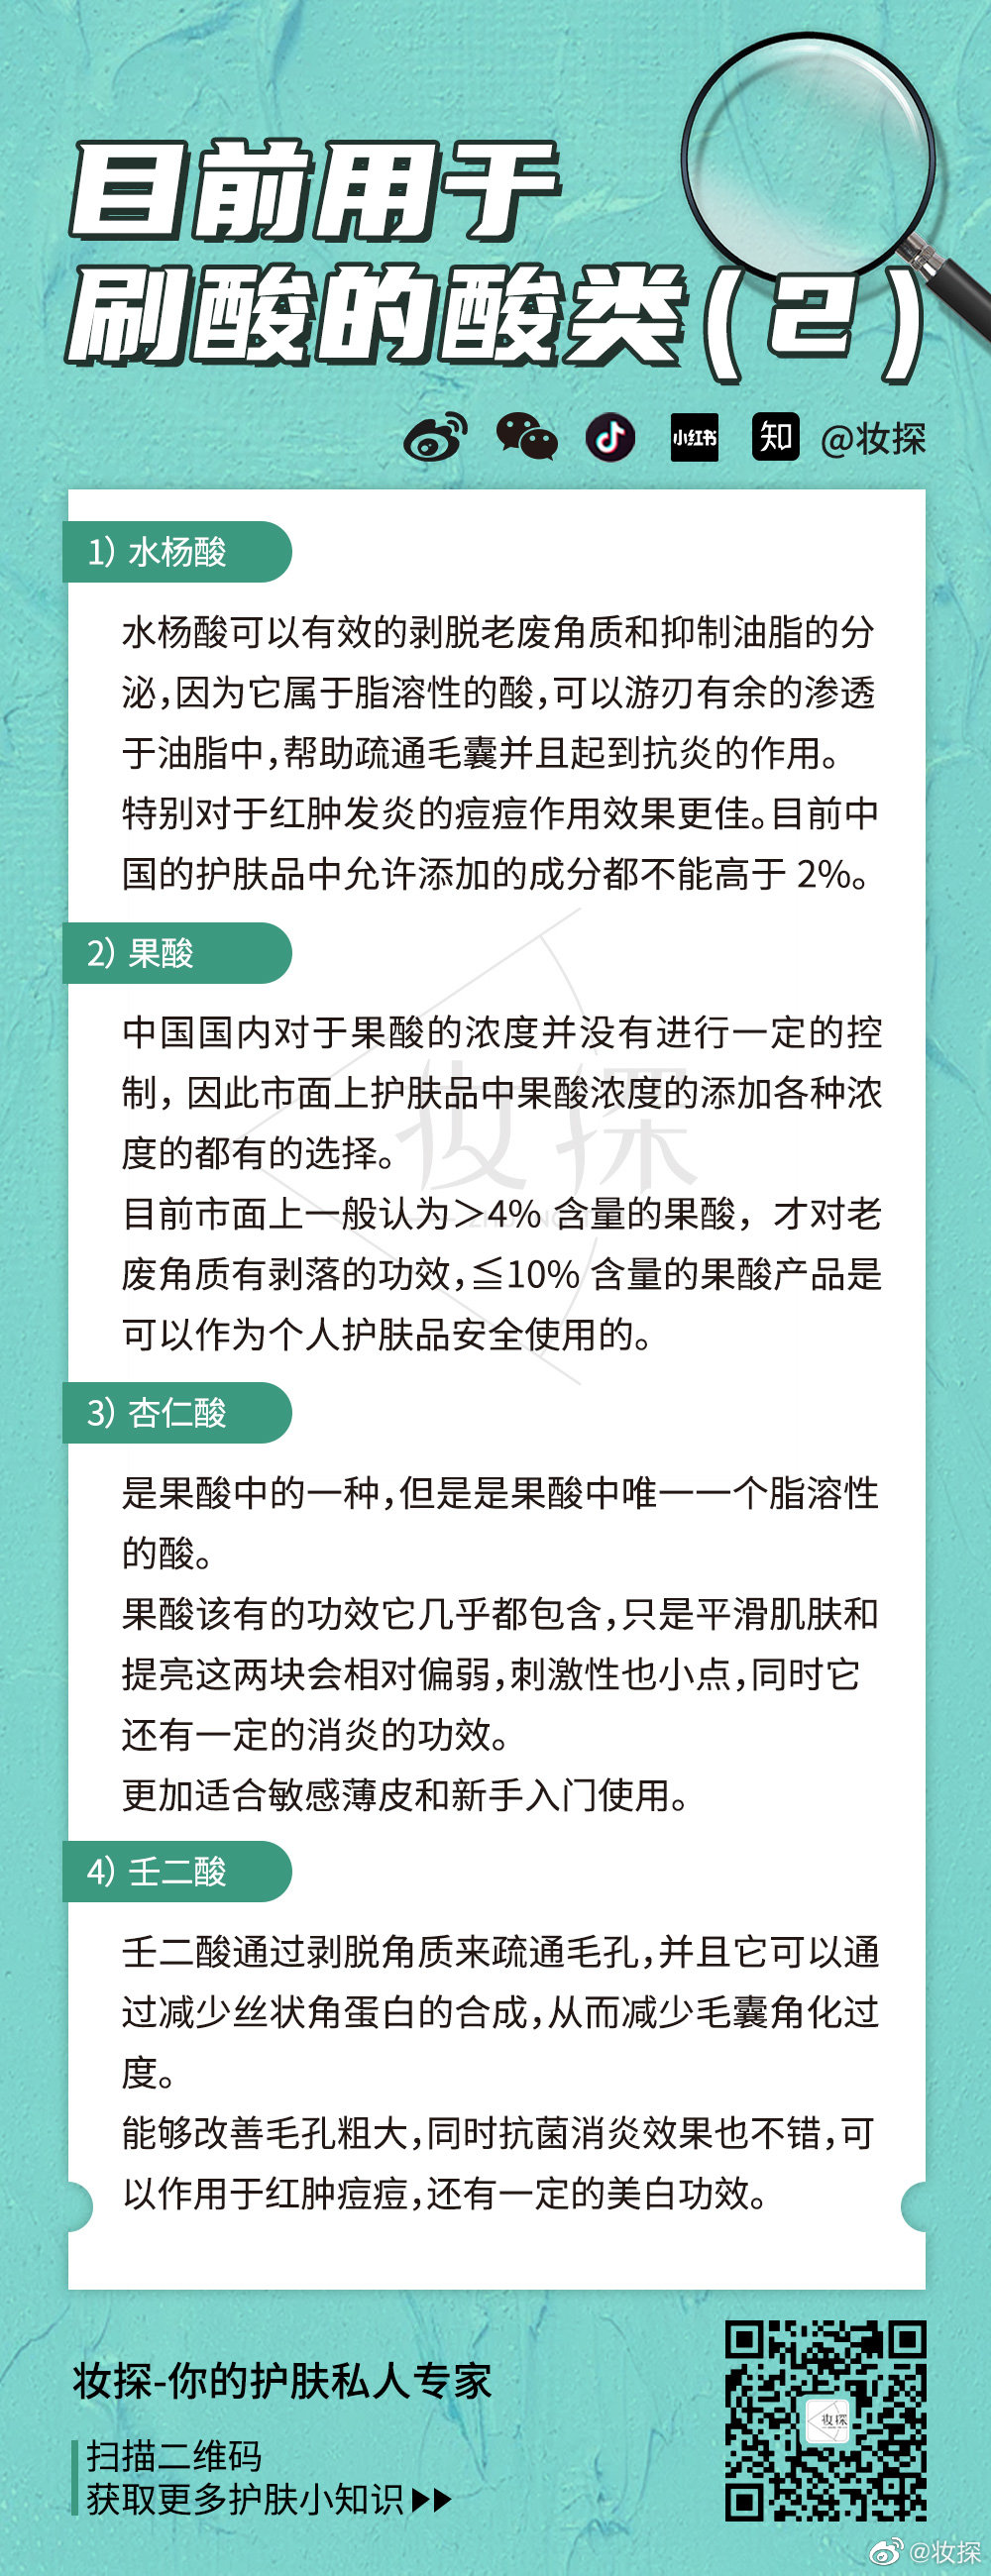 目前用于
刷酸的酸类(2)
小红书 知 @妆探
1) 水杨酸
水杨酸可以有效的剥脱老废角质和抑制油脂的分
泌,因为它属于脂溶性的酸,可以游刃有余的渗透
于油脂中,帮助疏通毛囊并且起到抗炎的作用。
特别对于红肿发炎的痘痘作用效果更佳。目前中
国的护肤品中允许添加的成分都不能高于 2%。
2) 果酸
中国国内对于果酸的浓度并没有进行一定的控
制, 因此市面上护肤品中果酸浓度的添加各种浓
度的都有的选择。
目前市面上一般认为>4% 含量的果酸, 才对老
废角质有剥落的功效,≦10% 含量的果酸产品是
可以作为个人护肤品安全使用的。
妆探
3) 杏仁酸
是果酸中的一种,但是是果酸中唯一一个脂溶性
的酸。
果酸该有的功效它几乎都包含,只是平滑肌肤和
提亮这两块会相对偏弱,刺激性也小点,同时它
还有一定的消炎的功效。
更加适合敏感薄皮和新手入门使用。
4) 壬二酸
壬二酸通过剥脱角质来疏通毛孔,并且它可以通
过减少丝状角蛋白的合成,从而减少毛囊角化过
度。
能够改善毛孔粗大,同时抗菌消炎效果也不错,可
以作用于红肿痘痘,还有一定的美白功效。
妆探-你的护肤私人专家
扫描二维码
获取更多护肤小知识
妆探
@妆探